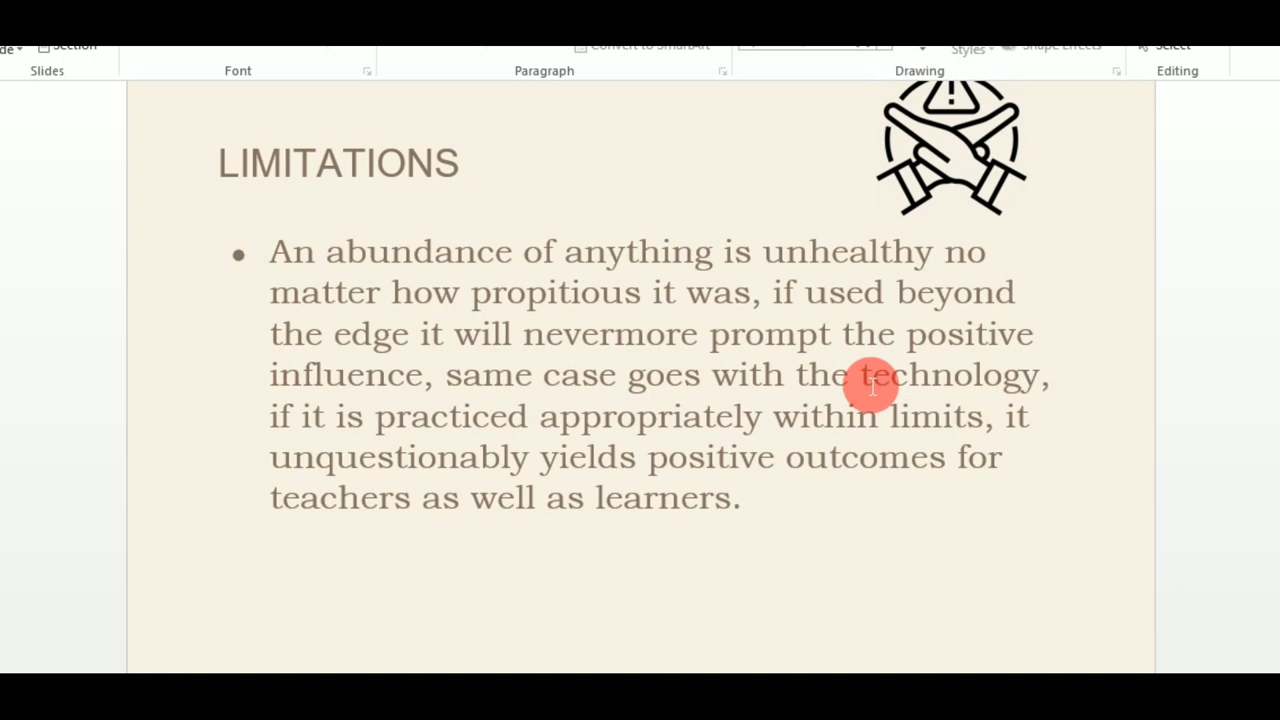 Slides Font Paragraph Drawing Editing
LIMITATIONS
• An abundance of anything is unhealthy no
matter how propitious it was, if used beyond
the edge it will nevermore prompt the positive
influence, same case goes with the technology,
if it is practiced appropriately within limits, it
unquestionably yields positive outcomes for
teachers as well as learners.